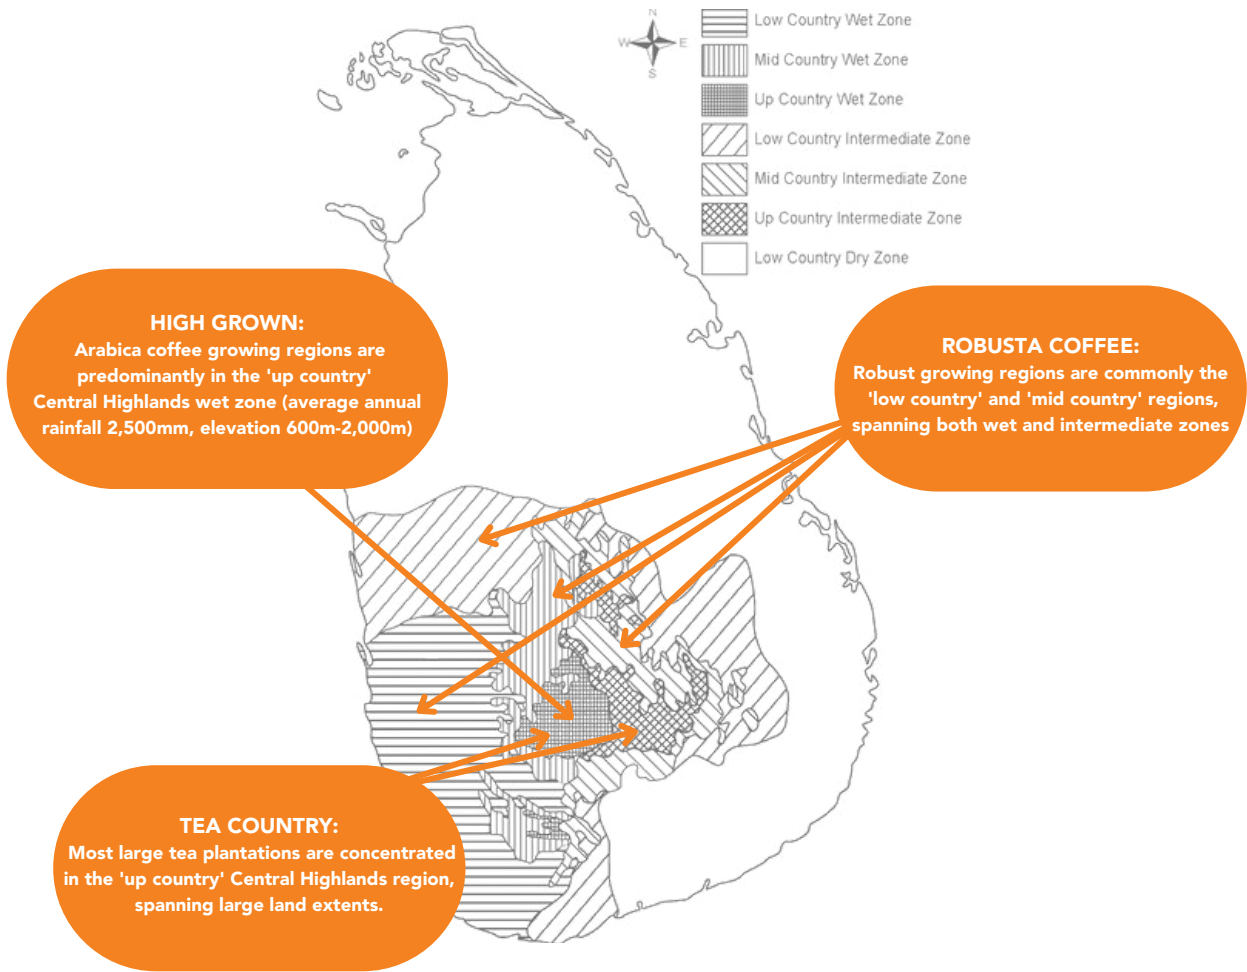 N
W E
S
Low Country Wet Zone
Mid Country Wet Zone
Up Country Wet Zone
Low Country Intermediate Zone
Mid Country Intermediate Zone
Up Country Intermediate Zone
Low Country Dry Zone
HIGH GROWN:
Arabica coffee growing regions are
predominantly in the 'up country'
Central Highlands wet zone (average annual
rainfall 2,500mm, elevation 600m-2,000m)
ROBUSTA COFFEE:
Robust growing regions are commonly the
'low country' and 'mid country' regions,
spanning both wet and intermediate zones
TEA COUNTRY:
Most large tea plantations are concentrated
in the 'up country' Central Highlands region,
spanning large land extents.